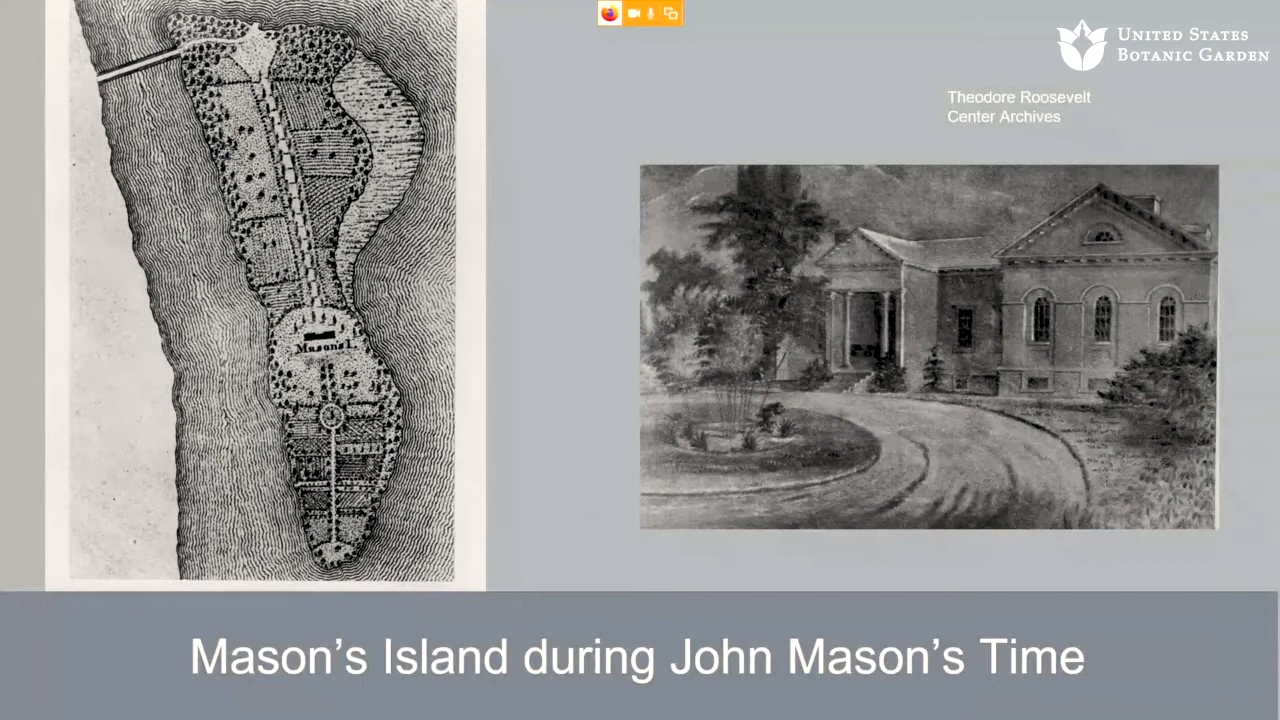 United States
Botanic Garden
Theodore Roosevelt
Center Archives
Masons I.
Mason's Island during John Mason's Time